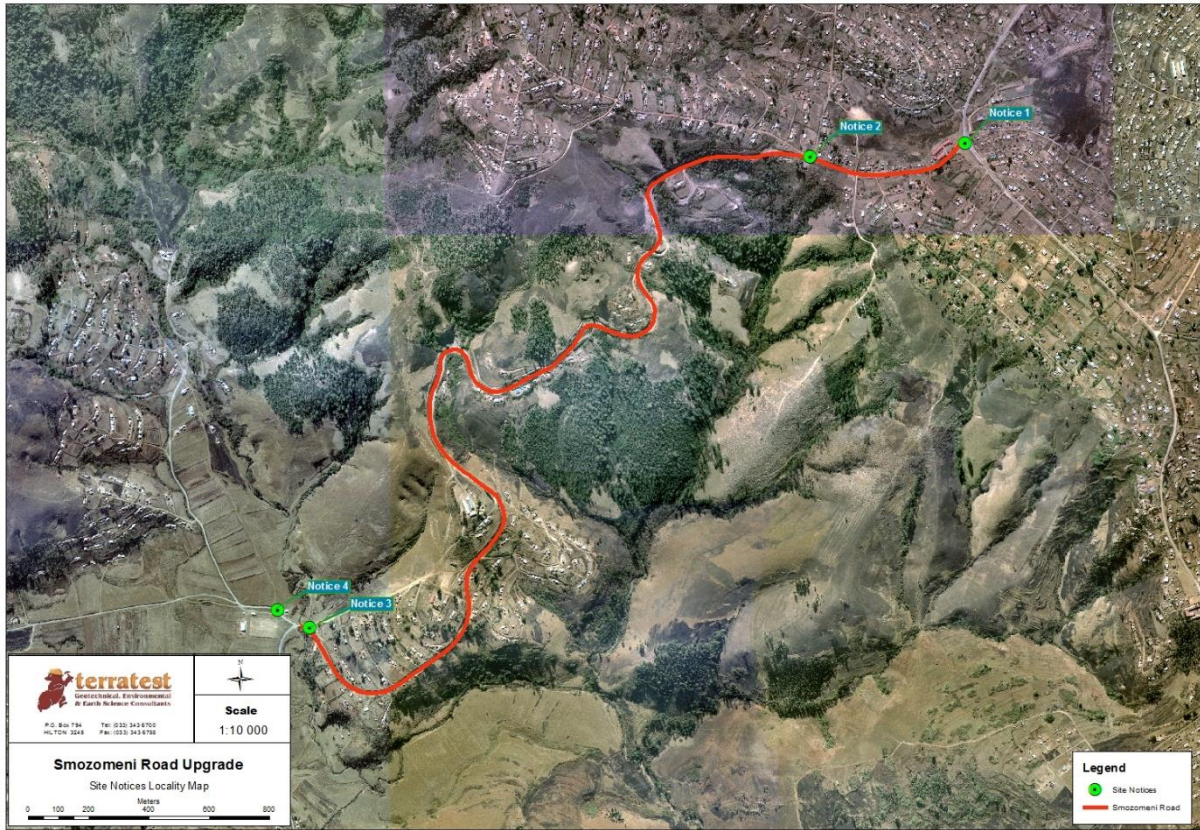 Notice 1
Notice 2
Notice 4
Notice 3
terratest
Geotechnical, Environmental
& Earth Science Consultants
P.O. Box 794 Tel: (033) 343 6700
HILTON 3245 Fax: (033) 343 6788
N
Scale
1:10 000
Smozomeni Road Upgrade
Site Notices Locality Map
Meters
0 100 200 400 600 800
Legend
Site Notices
Smozomeni Road